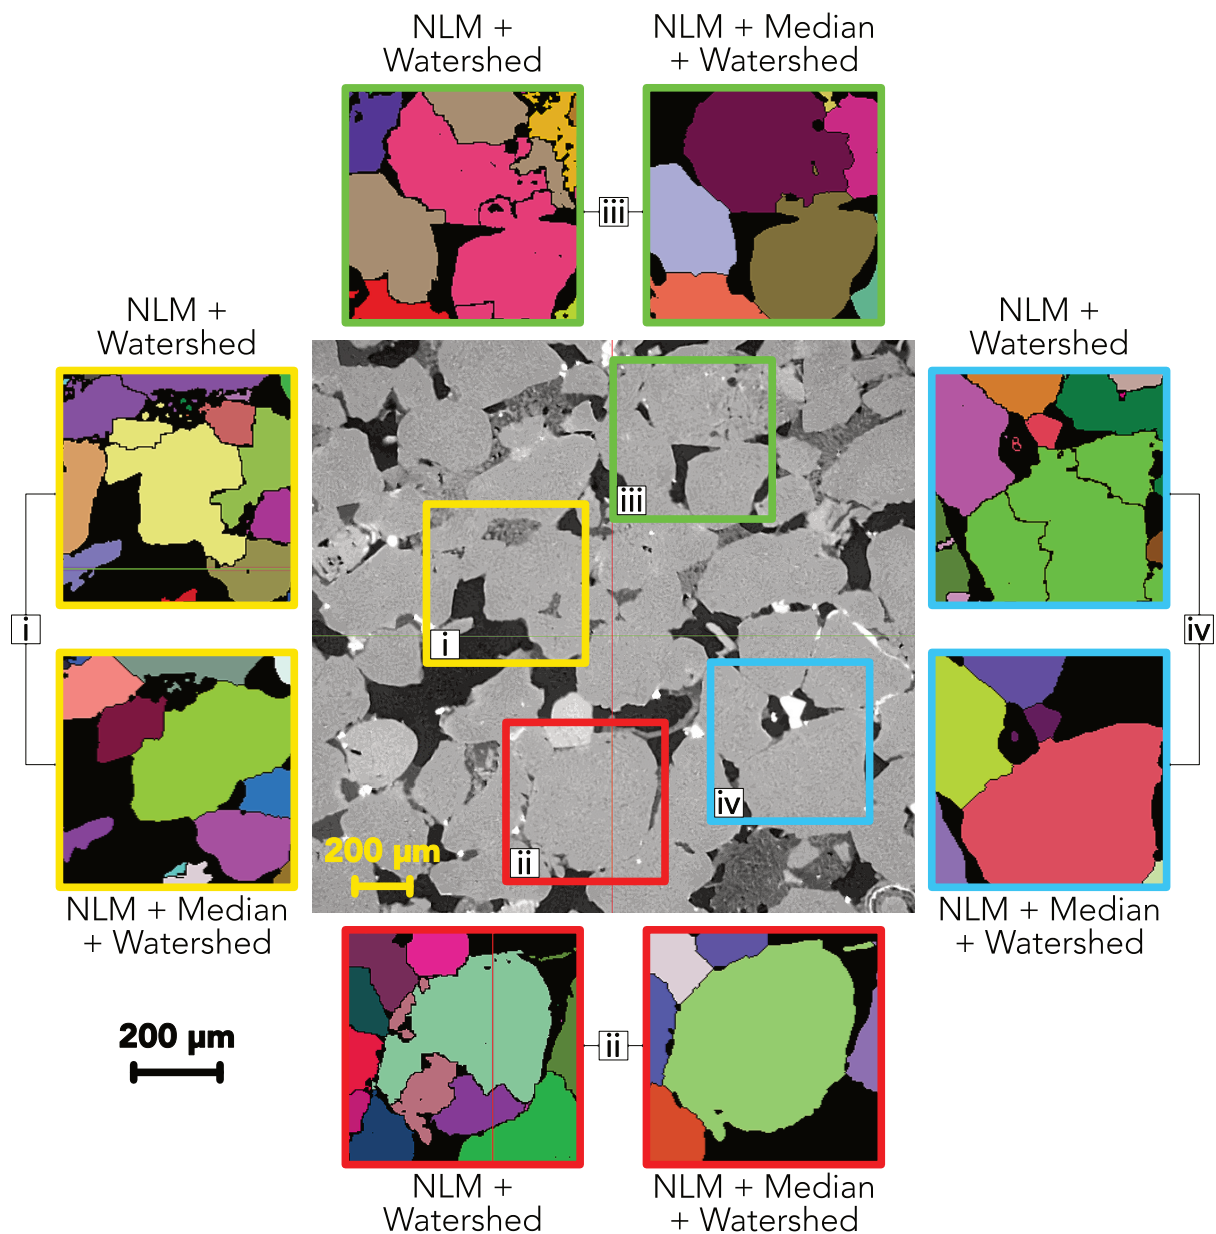 NLM +
Watershed
NLM + Median
+ Watershed
iii
NLM +
Watershed
NLM +
Watershed
iii
i
i
iv
iv
ii
200 µm
NLM + Median
+ Watershed
NLM + Median
+ Watershed
200 µm
ii
NLM +
Watershed
NLM + Median
+ Watershed